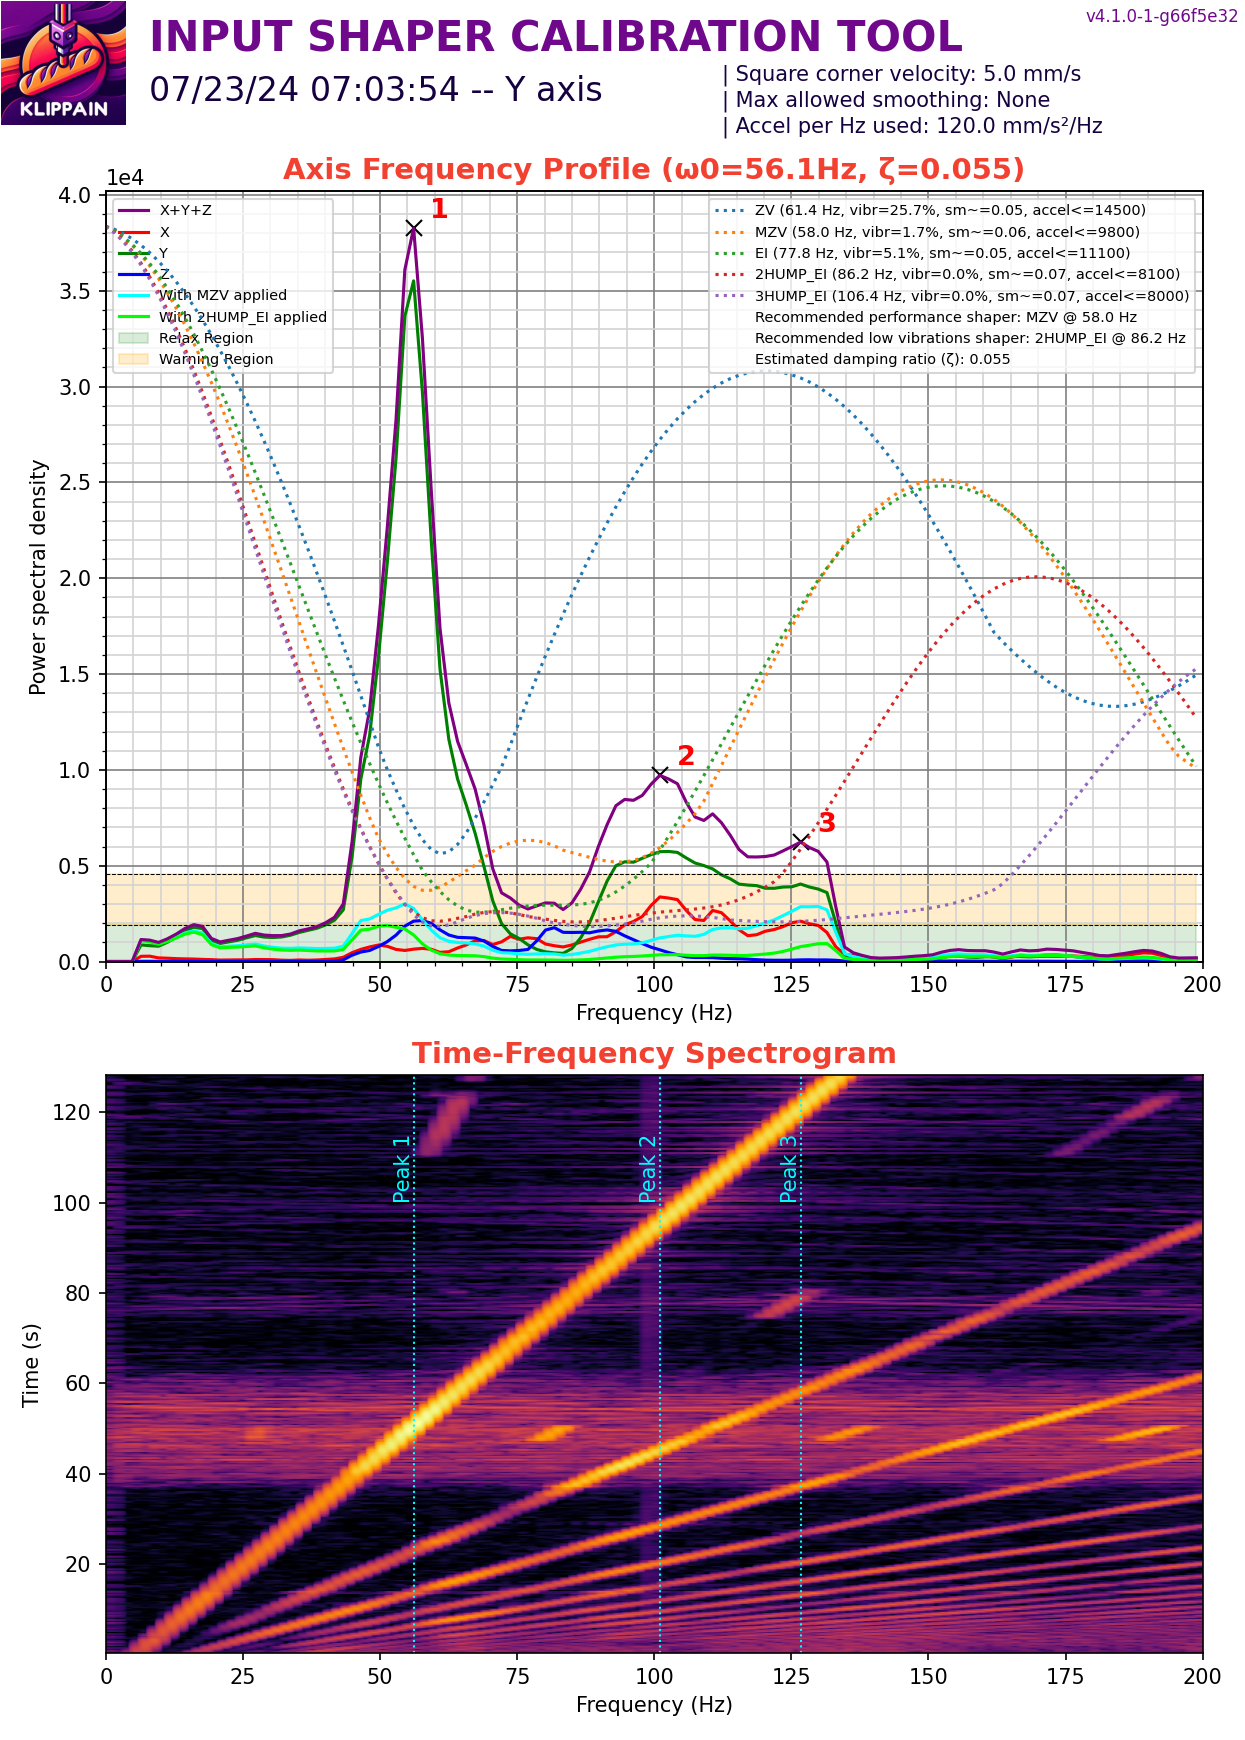 v4.1.0-1-g66f5e32
INPUT SHAPER CALIBRATION TOOL
07/23/24 07:03:54 -- Y axis
| Square corner velocity: 5.0 mm/s
| Max allowed smoothing: None
| Accel per Hz used: 120.0 mm/s²/Hz
KLIPPAIN
Axis Frequency Profile (ω0=56.1Hz, ζ=0.055)
1e4
X+Y+Z
X
Y
Z
With MZV applied
With 2HUMP_EI applied
Relax Region
Warning Region
ZV (61.4 Hz, vibr=25.7%, sm~=0.05, accel<=14500)
MZV (58.0 Hz, vibr=1.7%, sm~=0.06, accel<=9800)
EI (77.8 Hz, vibr=5.1%, sm~=0.05, accel<=11100)
2HUMP_EI (86.2 Hz, vibr=0.0%, sm~=0.07, accel<=8100)
3HUMP_EI (106.4 Hz, vibr=0.0%, sm~=0.07, accel<=8000)
Recommended performance shaper: MZV @ 58.0 Hz
Recommended low vibrations shaper: 2HUMP_EI @ 86.2 Hz
Estimated damping ratio (ζ): 0.055
1
2
3
Power spectral density
4.0
3.5
3.0
2.5
2.0
1.5
1.0
0.5
0.0
0 25 50 75 100 125 150 175 200
Frequency (Hz)
Time-Frequency Spectrogram
Peak 1
Peak 2
Peak 3
Time (s)
120
100
80
60
40
20
0 25 50 75 100 125 150 175 200
Frequency (Hz)